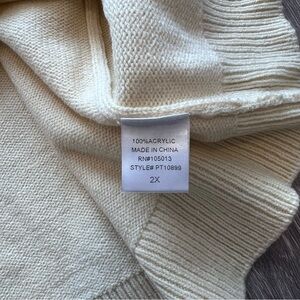 100%ACRYLIC
MADE IN CHINA
RN#105013
STYLE# PT10899
2X